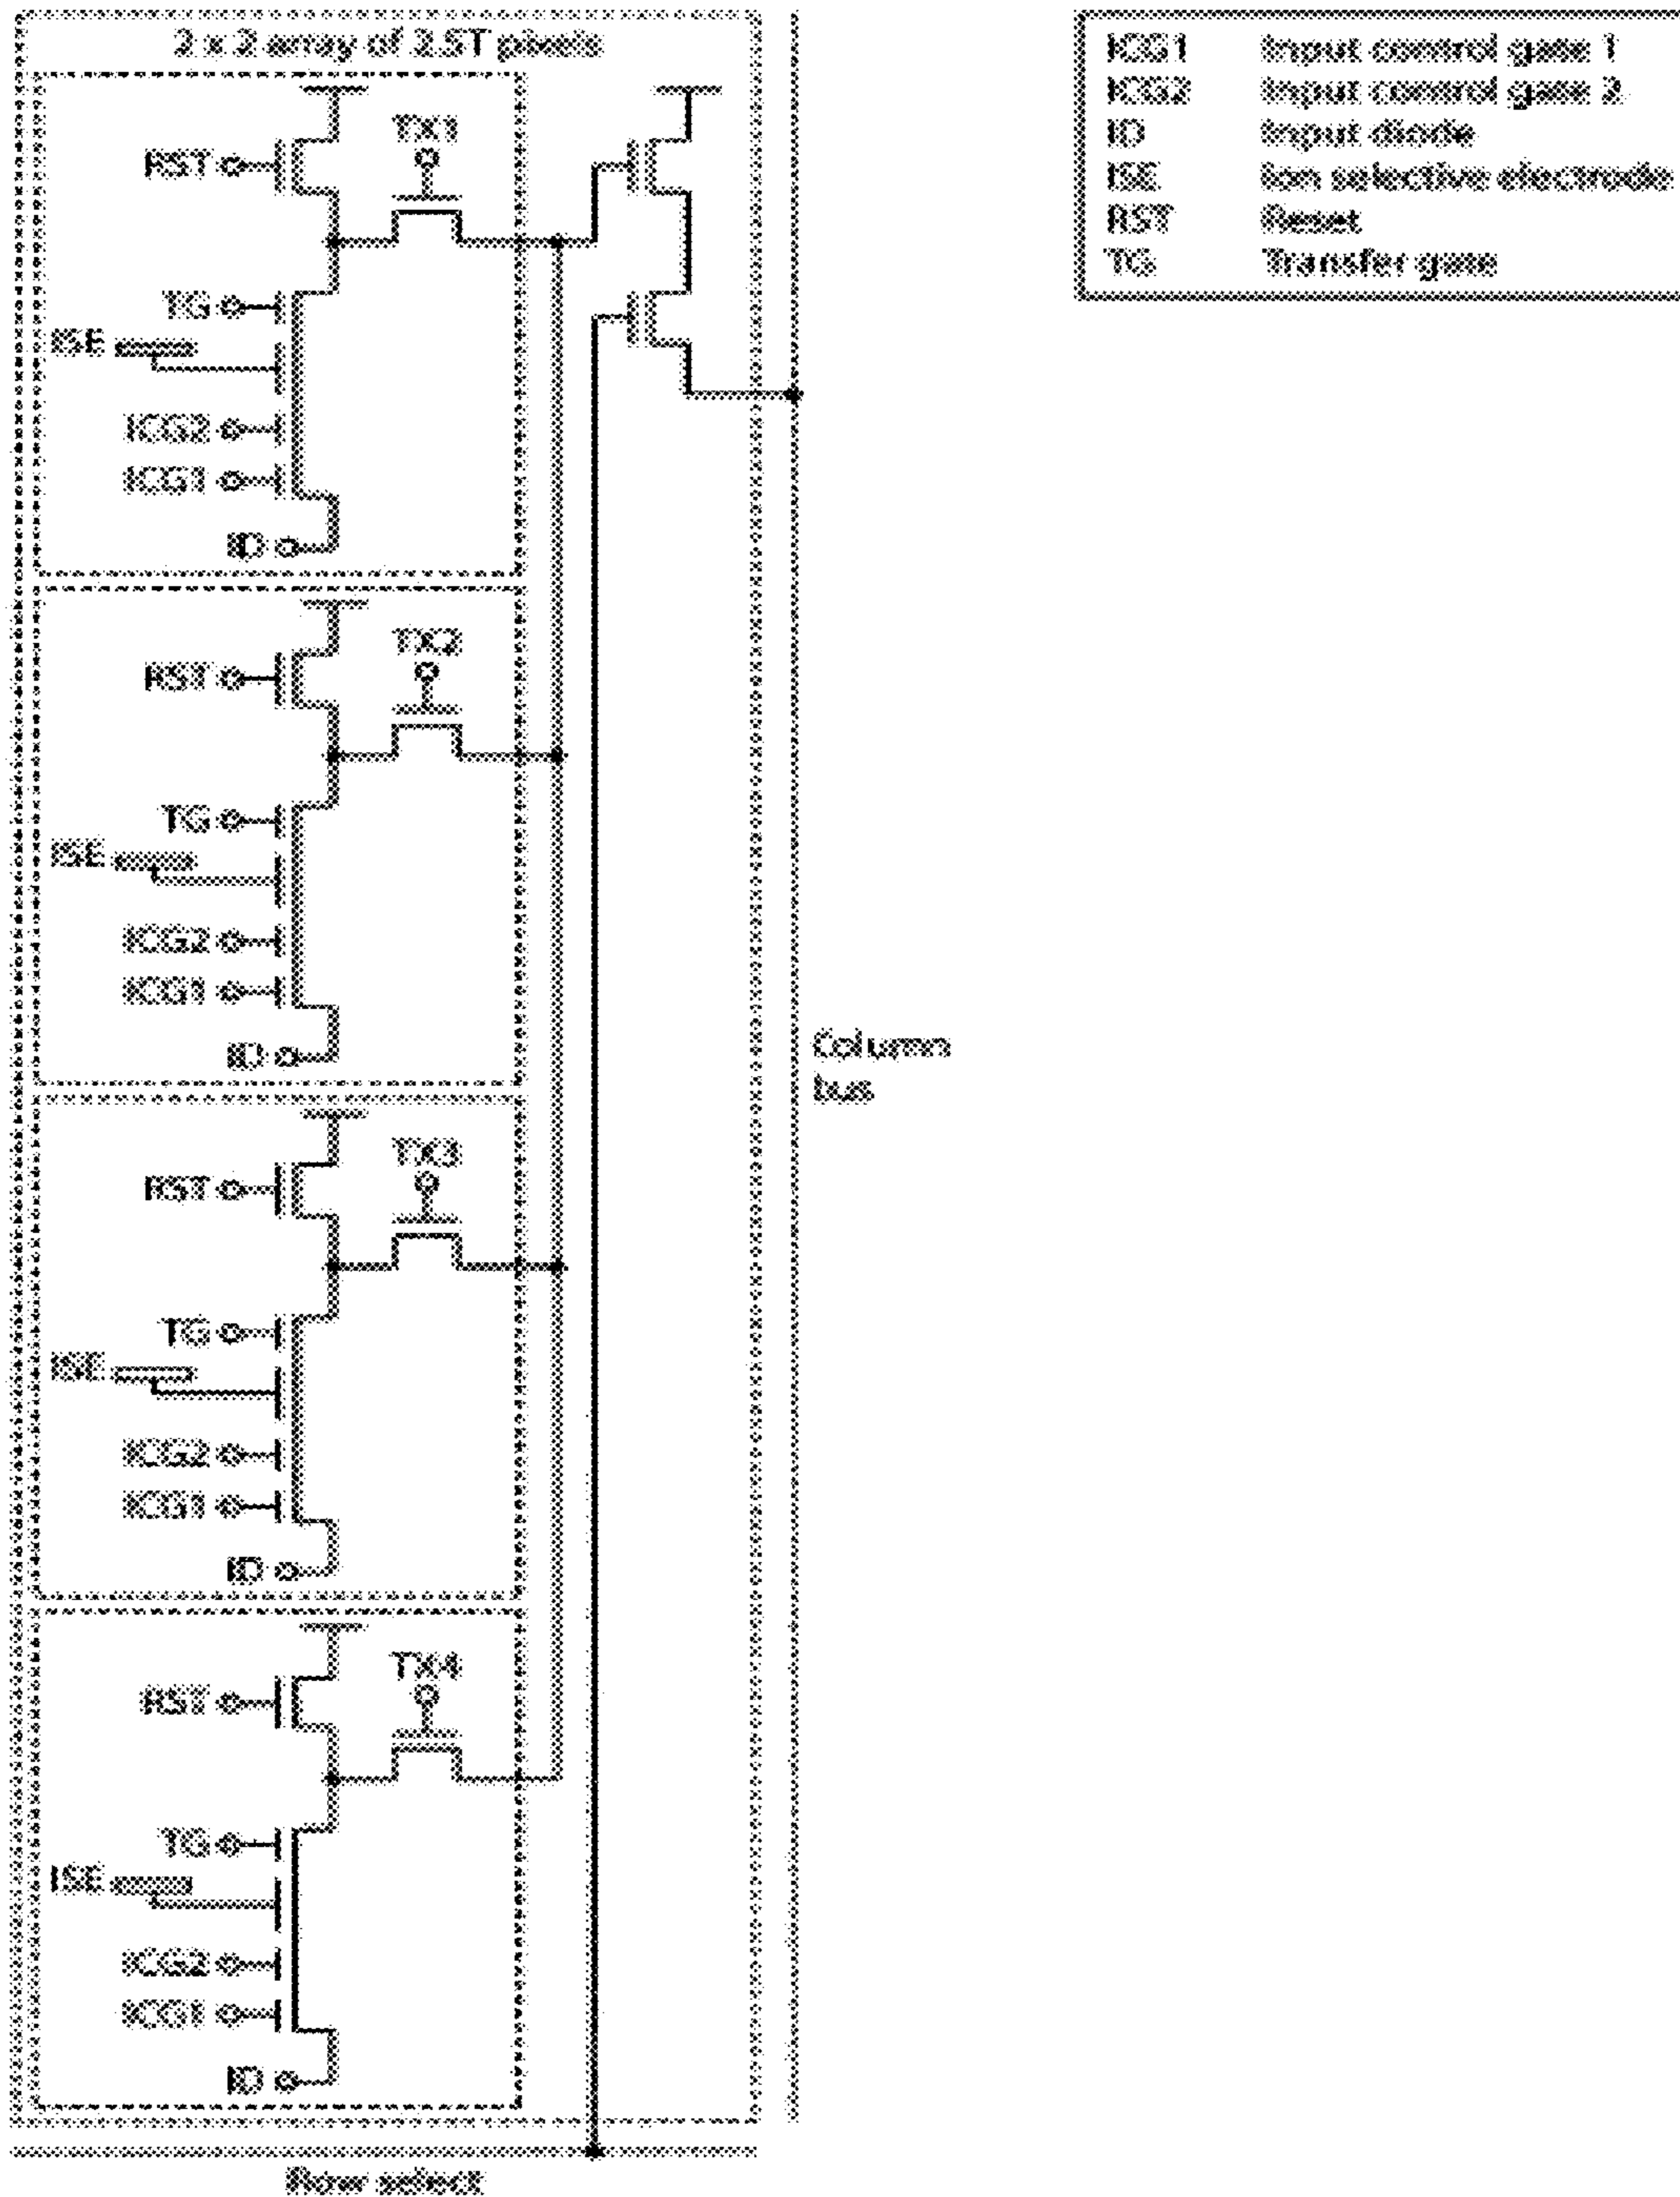 2 x 2 array of 2.5T pixels
TX1
RST
TG
ISE
ICG2
ICG1
ID
TX2
RST
TG
ISE
ICG2
ICG1
ID
TX3
RST
TG
ISE
ICG2
ICG1
ID
TX4
RST
TG
ISE
ICG2
ICG1
ID
Row select
Column
bus
ICG1 Input control gate 1
ICG2 Input control gate 2
ID Input diode
ISE Ion selective electrode
RST Reset
TG Transfer gate